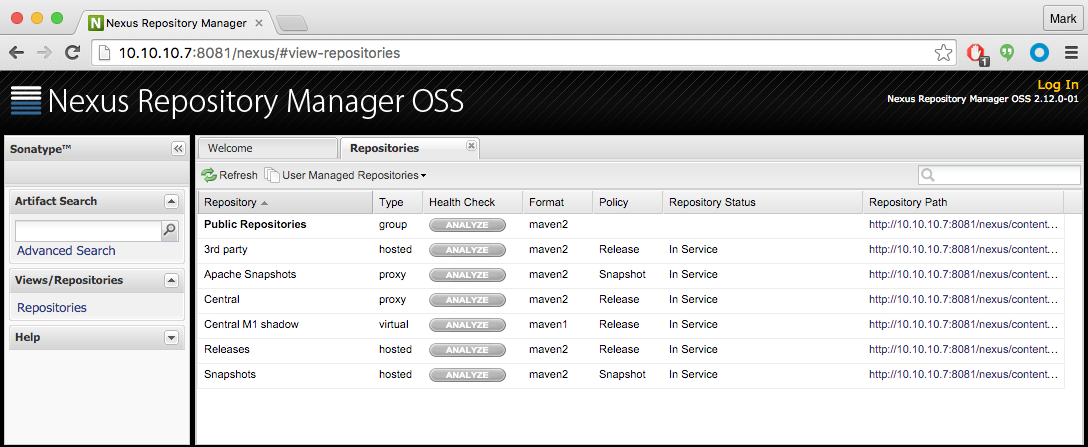 Nexus Repository Manager
Mark
10.10.10.7:8081/nexus/#view-repositories
1
Nexus Repository Manager OSS
Log In
Nexus Repository Manager OSS 2.12.0-01
Sonatype™
Welcome
Repositories
Refresh
User Managed Repositories
Artifact Search
Advanced Search
Views/Repositories
Repositories
Help
Repository Type Health Check Format Policy Repository Status Repository Path
Public Repositories group ANALYZE maven2 http://10.10.10.7:8081/nexus/content...
3rd party hosted ANALYZE maven2 Release In Service http://10.10.10.7:8081/nexus/content...
Apache Snapshots proxy ANALYZE maven2 Snapshot In Service http://10.10.10.7:8081/nexus/content...
Central proxy ANALYZE maven2 Release In Service http://10.10.10.7:8081/nexus/content...
Central M1 shadow virtual ANALYZE maven1 Release In Service http://10.10.10.7:8081/nexus/content...
Releases hosted ANALYZE maven2 Release In Service http://10.10.10.7:8081/nexus/content...
Snapshots hosted ANALYZE maven2 Snapshot In Service http://10.10.10.7:8081/nexus/content...